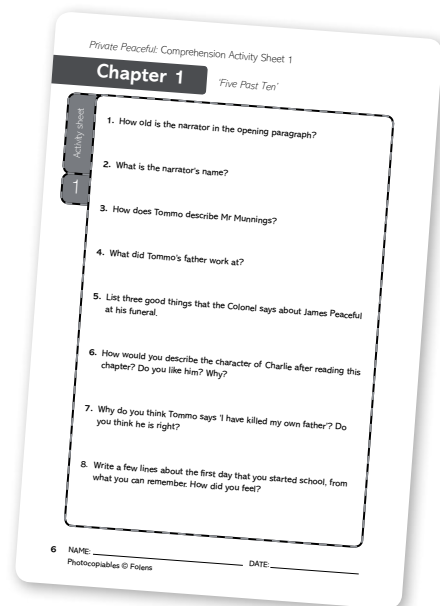 Private Peaceful: Comprehension Activity Sheet 1
Chapter 1
'Five Past Ten'
Activity sheet
1
1. How old is the narrator in the opening paragraph?
2. What is the narrator's name?
3. How does Tommo describe Mr Munnings?
4. What did Tommo's father work at?
5. List three good things that the Colonel says about James Peaceful
at his funeral.
6. How would you describe the character of Charlie after reading this
chapter? Do you like him? Why?
7. Why do you think Tommo says 'I have killed my own father'? Do
you think he is right?
8. Write a few lines about the first day that you started school, from
what you can remember. How did you feel?
6 NAME: DATE:
Photocopiables © Folens